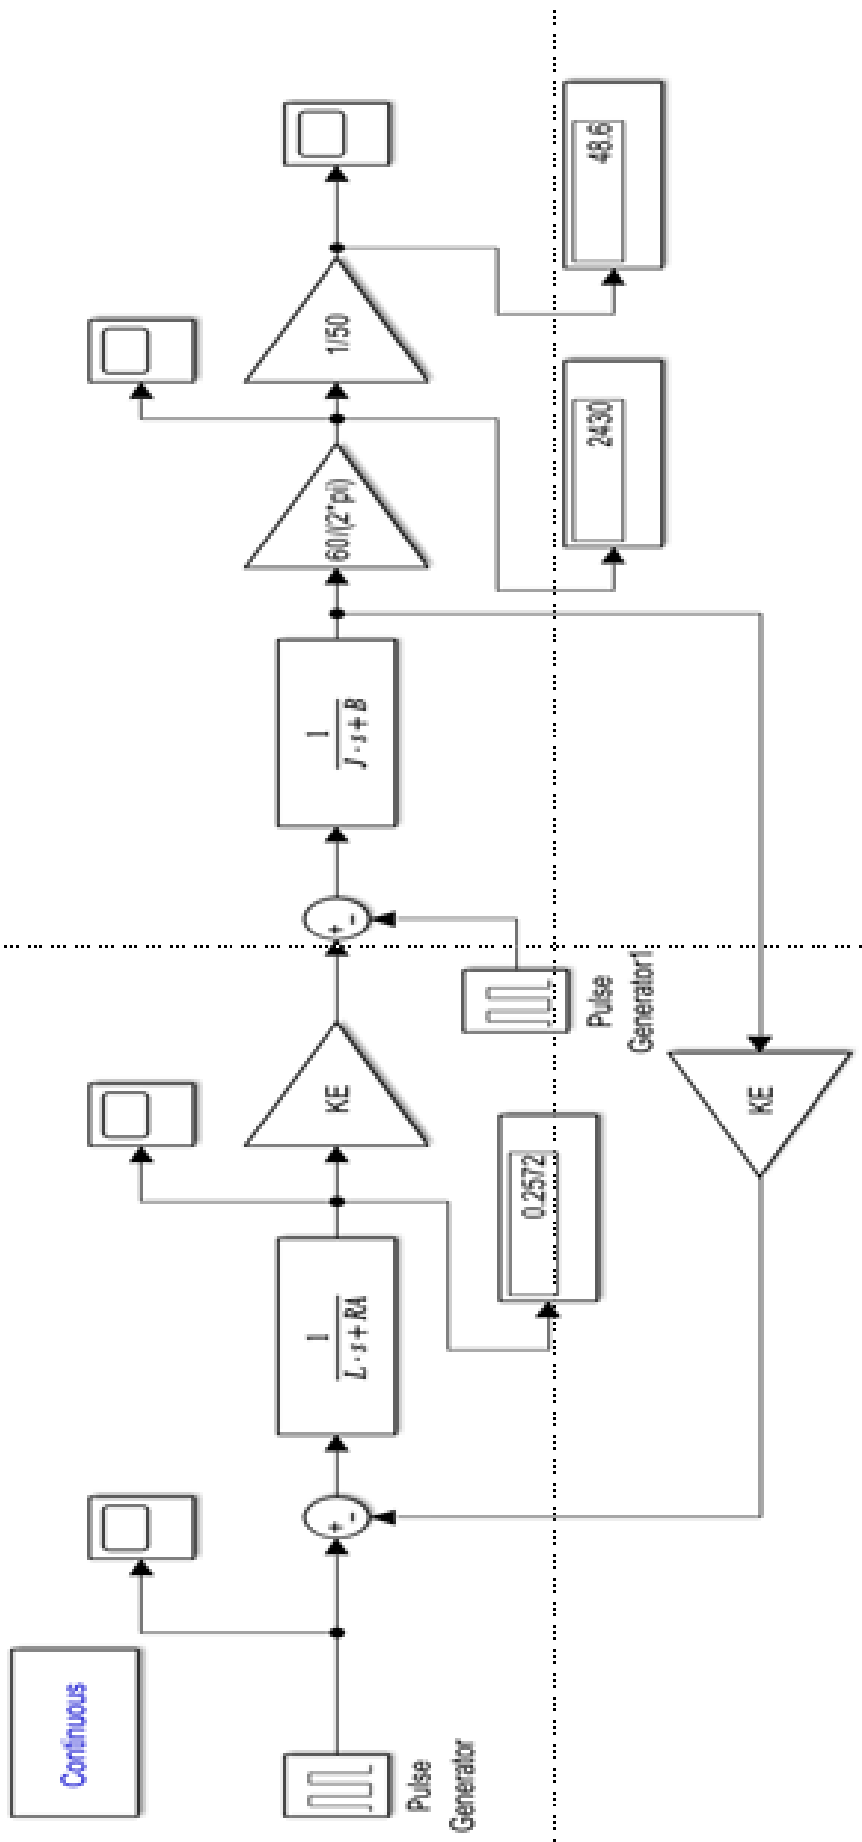 Continuous
Pulse
Generator
1
L·s+RA
0.2572
KE
Pulse
Generator1
1
J·s+B
60/(2*pi)
2430
1/50
48.6
KE